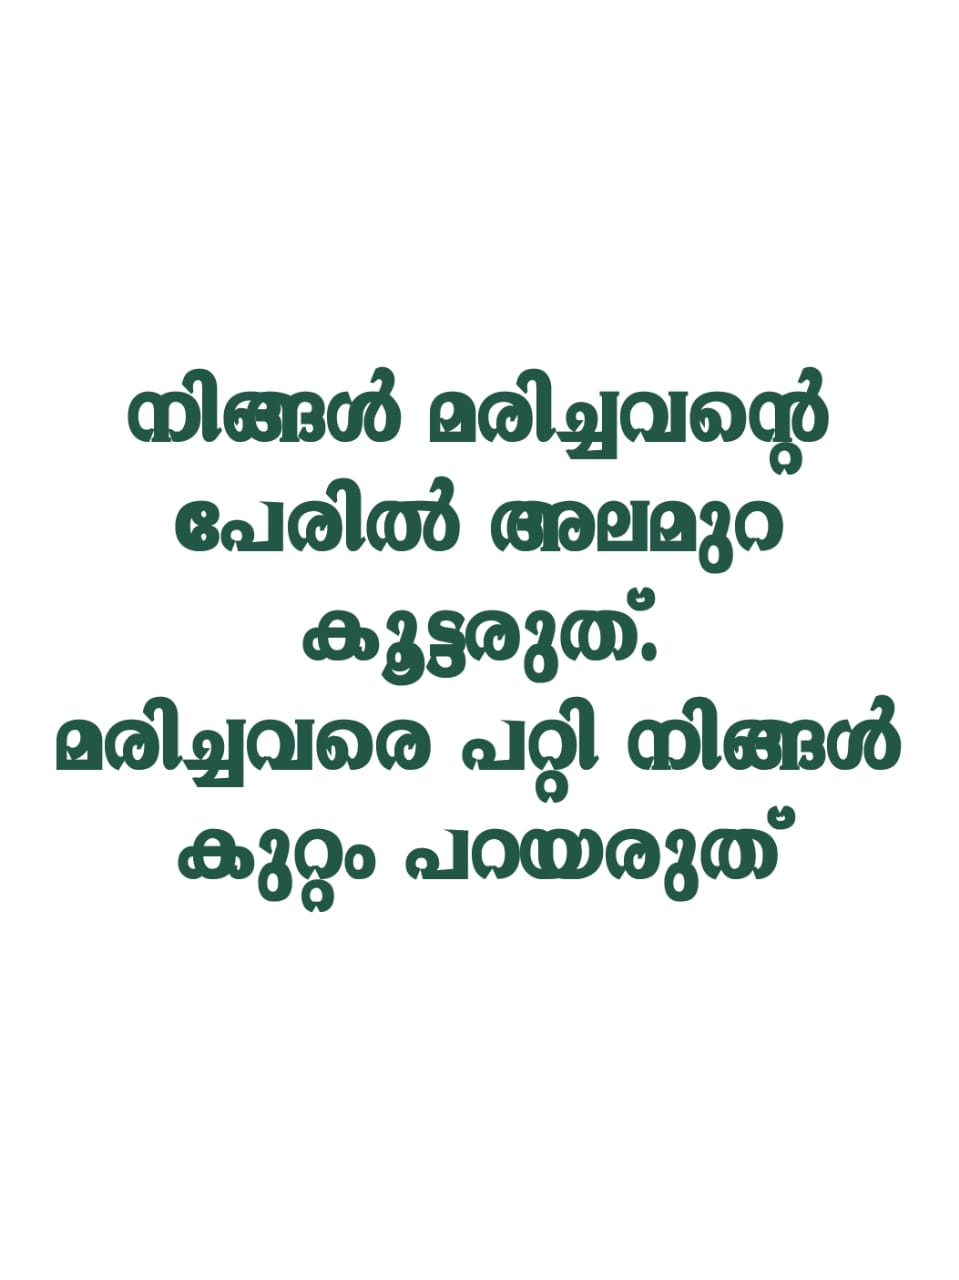 നിങ്ങൾ മരിച്ചവന്റെ
പേരിൽ അലമുറ
കൂട്ടരുത്.
മരിച്ചവരെ പറ്റി നിങ്ങൾ
കുറ്റം പറയരുത്